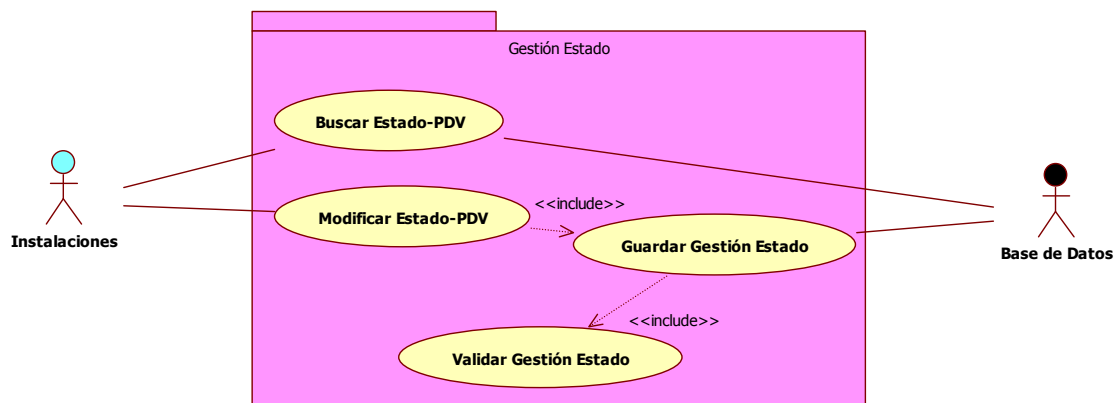 Gestión Estado
Buscar Estado-PDV
<<include>>
Modificar Estado-PDV
Instalaciones
Guardar Gestión Estado
Base de Datos
<<include>>
Validar Gestión Estado